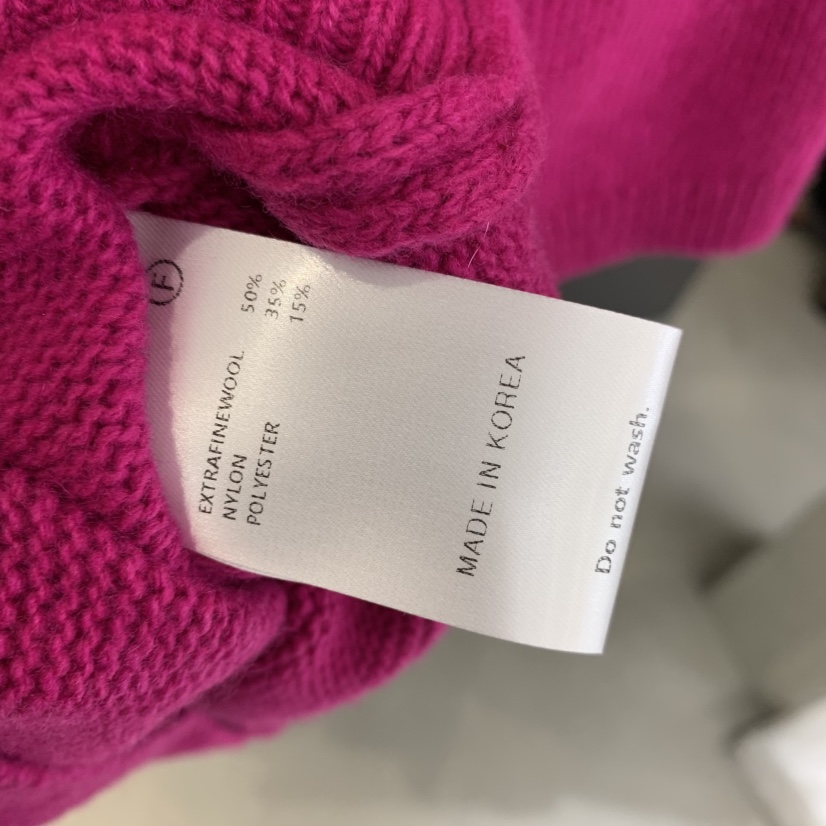 Ⓕ
EXTRAFINEWOOL 50%
NYLON 35%
POLYESTER 15%
MADE IN KOREA
Do not wash.